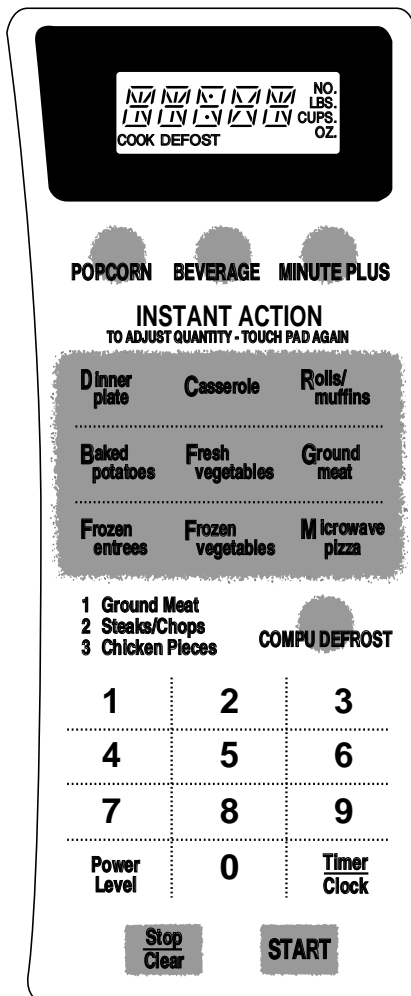 NO.
LBS.
CUPS.
OZ.
COOK DEFOST
POPCORN BEVERAGE MINUTE PLUS
INSTANT ACTION
TO ADJUST QUANTITY - TOUCH PAD AGAIN
Dinner plate
Casserole
Rolls/ muffins
Baked potatoes
Fresh vegetables
Ground meat
Frozen entrees
Frozen vegetables
Microwave pizza
1 Ground Meat
2 Steaks/Chops
3 Chicken Pieces
COMPU DEFROST
1 2 3
4 5 6
7 8 9
Power Level
0
Timer
Clock
Stop
Clear
START